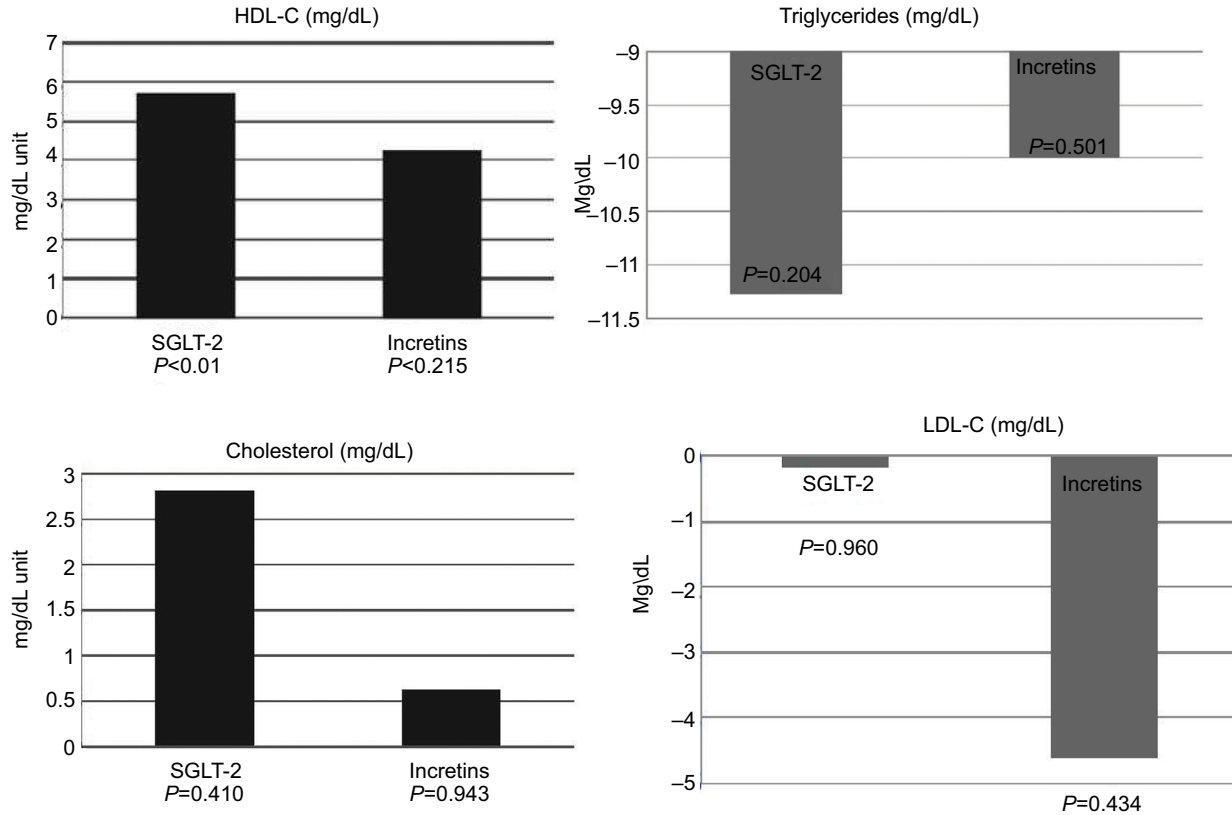 HDL-C (mg/dL)
mg/dL unit
7
6
5
4
3
2
1
0
SGLT-2
P<0.01
Incretins
P<0.215
Triglycerides (mg/dL)
Mg\dL
–9
–9.5
–10
–10.5
–11
–11.5
SGLT-2
P=0.204
Incretins
P=0.501
Cholesterol (mg/dL)
mg/dL unit
3
2.5
2
1.5
1
0.5
0
SGLT-2
P=0.410
Incretins
P=0.943
LDL-C (mg/dL)
Mg\dL
0
–1
–2
–3
–4
–5
SGLT-2
P=0.960
Incretins
P=0.434